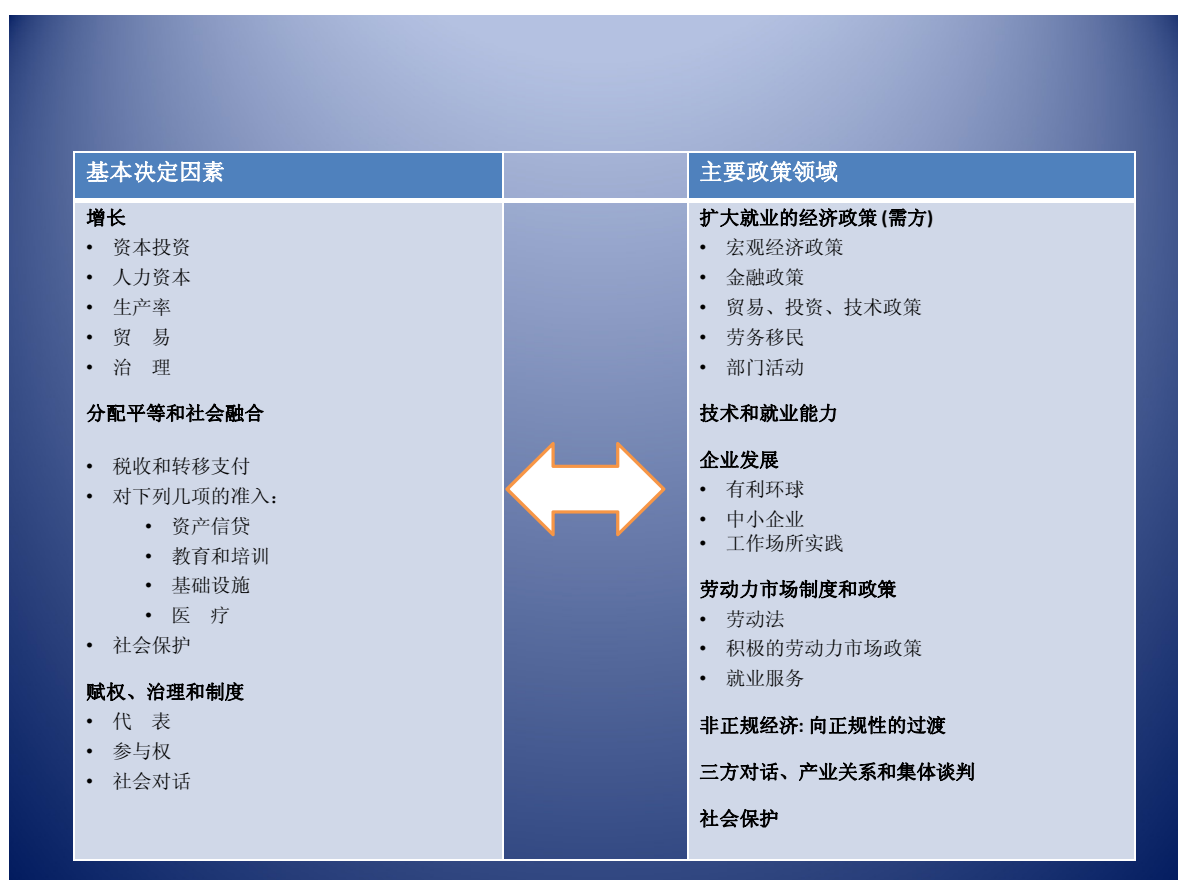 基本决定因素
增长
• 资本投资
• 人力资本
• 生产率
• 贸 易
• 治 理
分配平等和社会融合
• 税收和转移支付
• 对下列几项的准入：
• 资产信贷
• 教育和培训
• 基础设施
• 医 疗
• 社会保护
赋权、治理和制度
• 代 表
• 参与权
• 社会对话
主要政策领域
扩大就业的经济政策 (需方)
• 宏观经济政策
• 金融政策
• 贸易、投资、技术政策
• 劳务移民
• 部门活动
技术和就业能力
企业发展
• 有利环球
• 中小企业
• 工作场所实践
劳动力市场制度和政策
• 劳动法
• 积极的劳动力市场政策
• 就业服务
非正规经济: 向正规性的过渡
三方对话、产业关系和集体谈判
社会保护